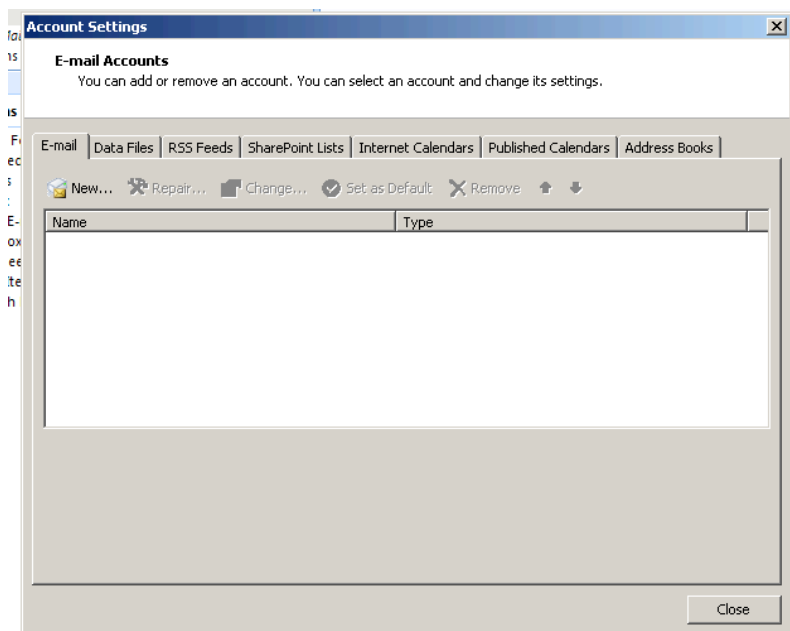 Account Settings
E-mail Accounts
You can add or remove an account. You can select an account and change its settings.
E-mail Data Files RSS Feeds SharePoint Lists Internet Calendars Published Calendars Address Books
New... Repair... Change... Set as Default Remove
Name Type
Close